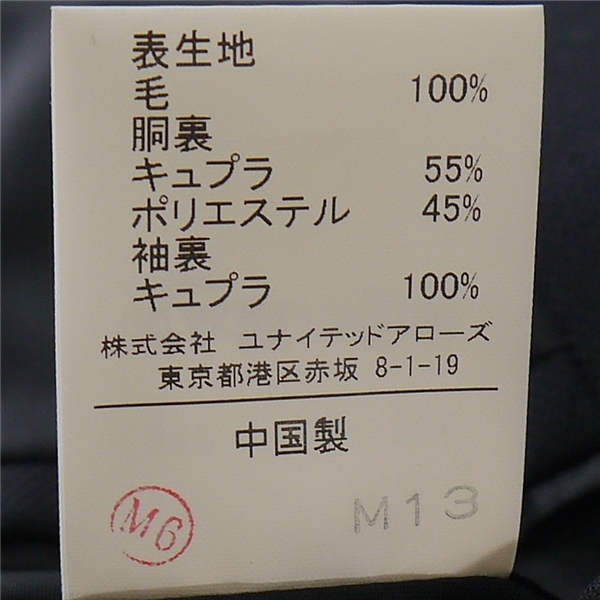 表生地
毛 100%
胴裏
キュプラ 55%
ポリエステル 45%
袖裏
キュプラ 100%
株式会社 ユナイテッドアローズ
東京都港区赤坂 8-1-19
中国製
M6 M13